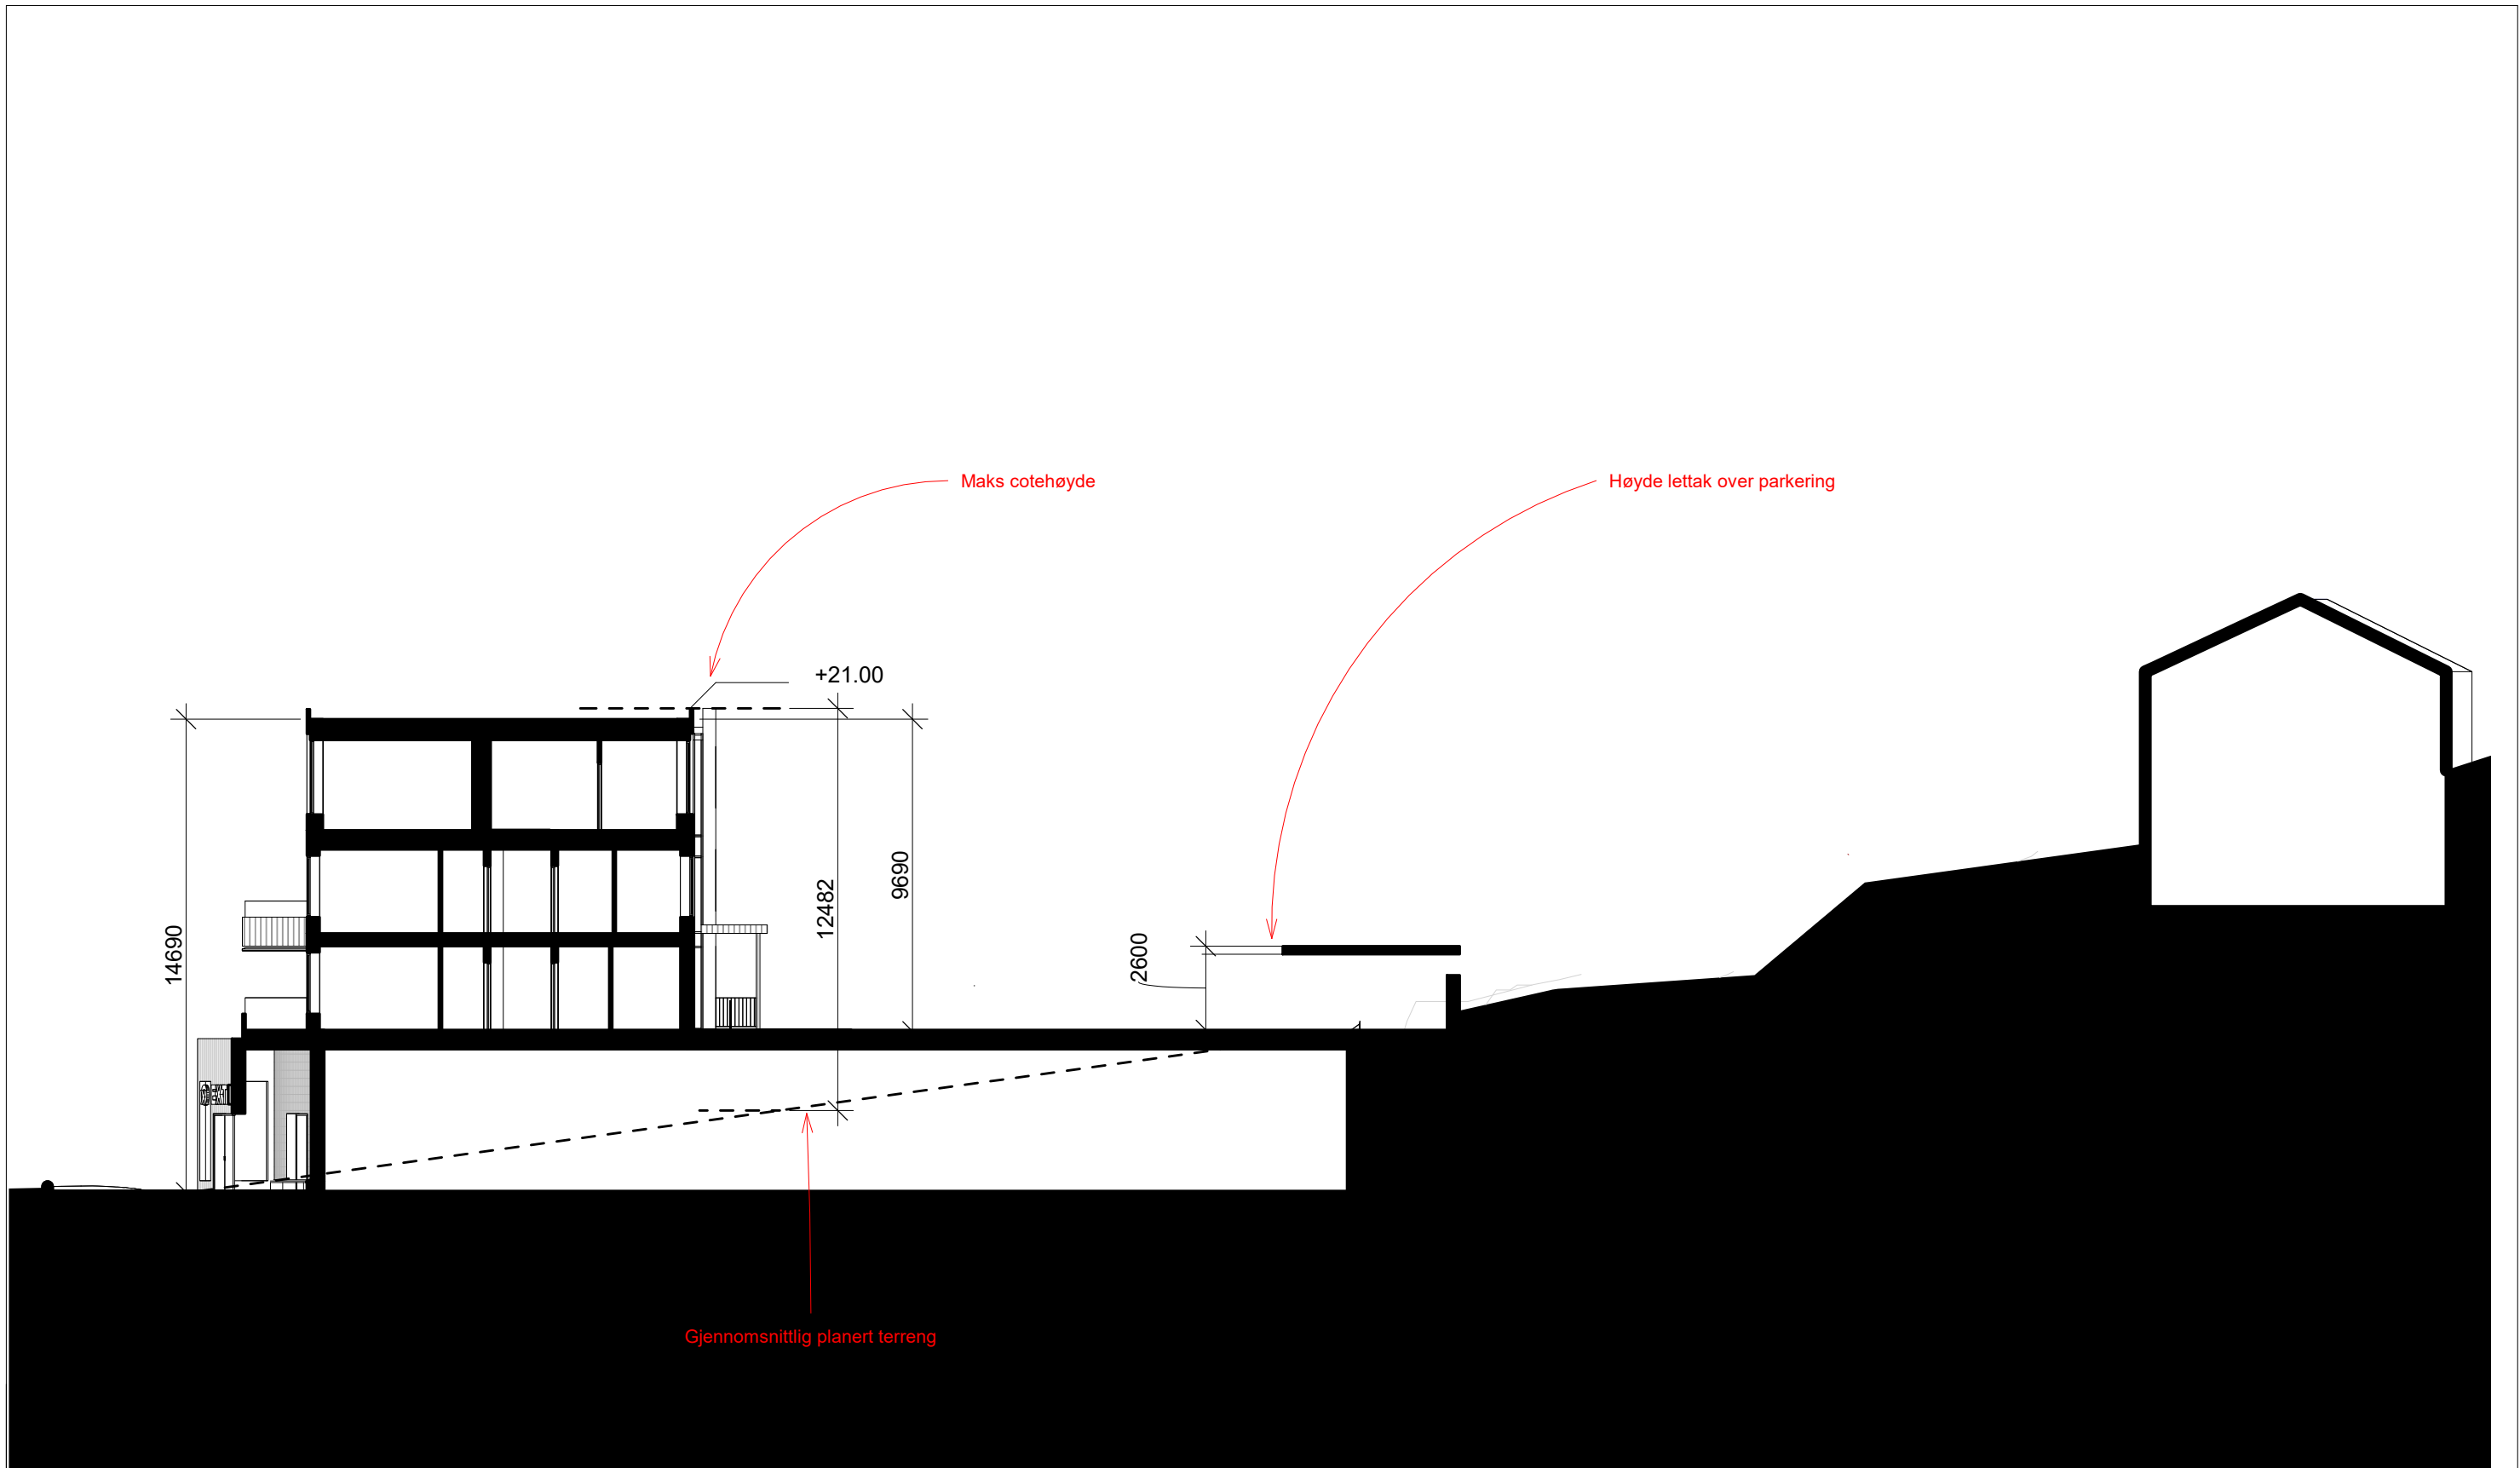 Maks cotehøyde
Høyde lettak over parkering
+21.00
14690
12482
9690
2600
Gjennomsnittlig planert terreng